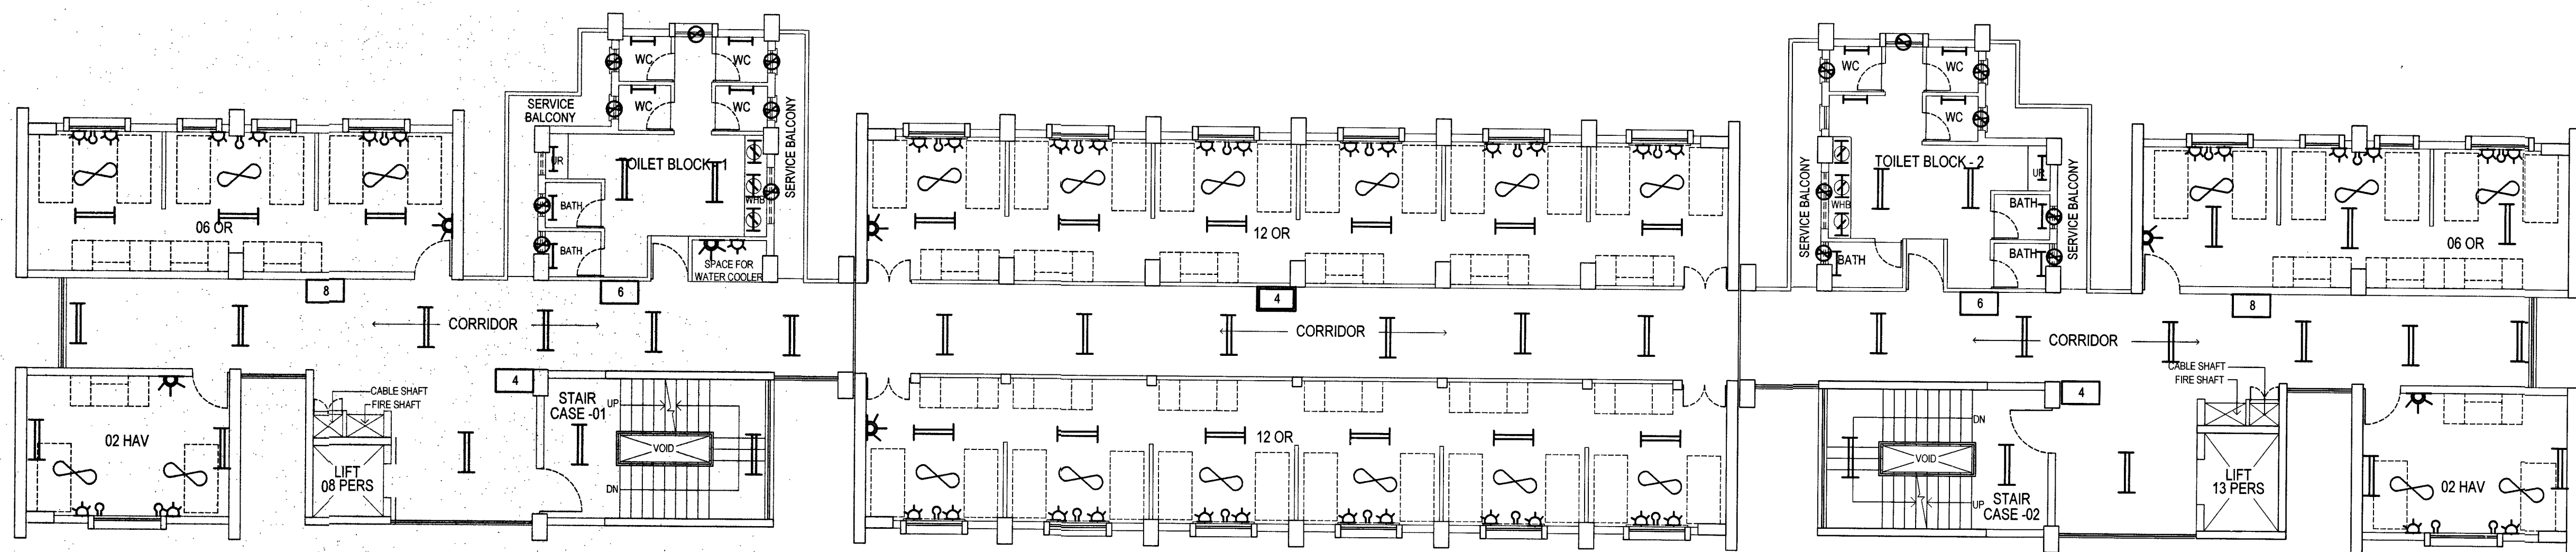 SERVICE
BALCONY
WC
WC
WC
WC
SERVICE BALCONY
UR
TOILET BLOCK - 1
WHB
BATH
BATH
SPACE FOR
WATER COOLER
06 OR
8
6
CORRIDOR
02 HAV
CABLE SHAFT
FIRE SHAFT
LIFT
08 PERS
4
STAIR
CASE -01
UP
VOID
DN
12 OR
4
CORRIDOR
12 OR
SERVICE BALCONY
WC
WC
WC
SERVICE BALCONY
TOILET BLOCK - 2
WHB
UR
BATH
BATH
BATH
SERVICE BALCONY
06 OR
6
8
CORRIDOR
CABLE SHAFT
FIRE SHAFT
4
DN
VOID
UP
STAIR
CASE -02
LIFT
13 PERS
02 HAV